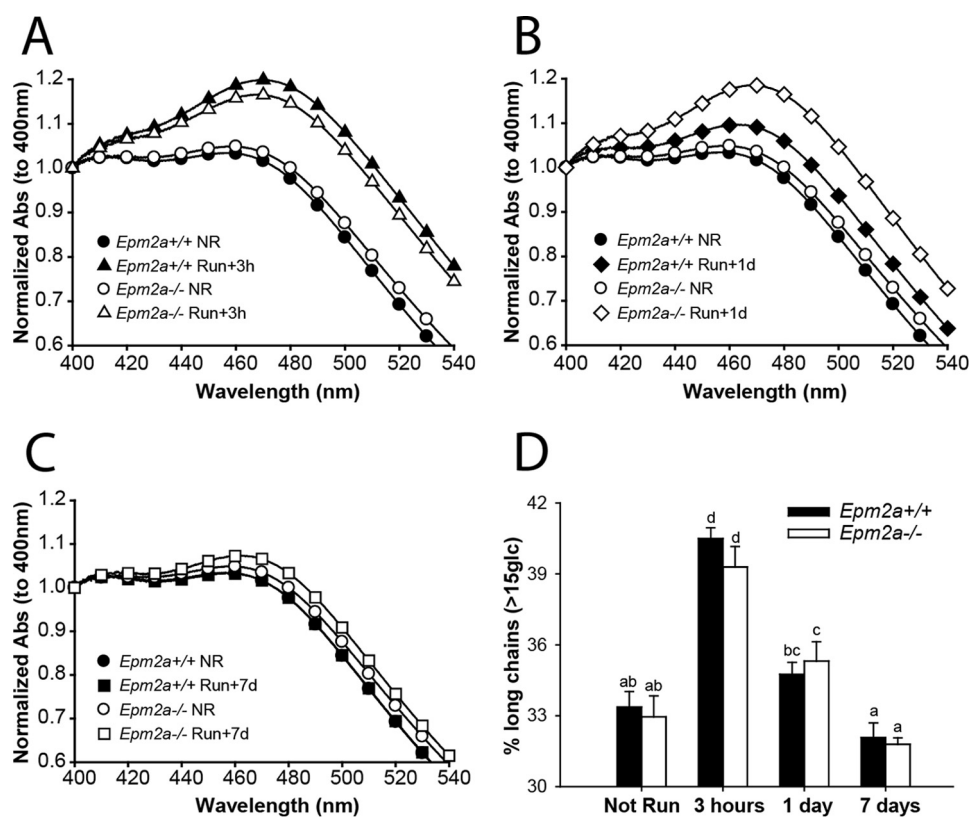 A
Normalized Abs (to 400nm)
1.2
1.1
1.0
0.9
0.8
0.7
0.6
Epm2a+/+ NR
Epm2a+/+ Run+3h
Epm2a-/- NR
Epm2a-/- Run+3h
400 420 440 460 480 500 520 540
Wavelength (nm)
B
Normalized Abs (to 400nm)
1.2
1.1
1.0
0.9
0.8
0.7
0.6
Epm2a+/+ NR
Epm2a+/+ Run+1d
Epm2a-/- NR
Epm2a-/- Run+1d
400 420 440 460 480 500 520 540
Wavelength (nm)
C
Normalized Abs (to 400nm)
1.2
1.1
1.0
0.9
0.8
0.7
0.6
Epm2a+/+ NR
Epm2a+/+ Run+7d
Epm2a-/- NR
Epm2a-/- Run+7d
400 420 440 460 480 500 520 540
Wavelength (nm)
D
% long chains (>15glc)
42
39
36
33
30
Epm2a+/+
Epm2a-/-
ab ab d d bc c a a
Not Run 3 hours 1 day 7 days